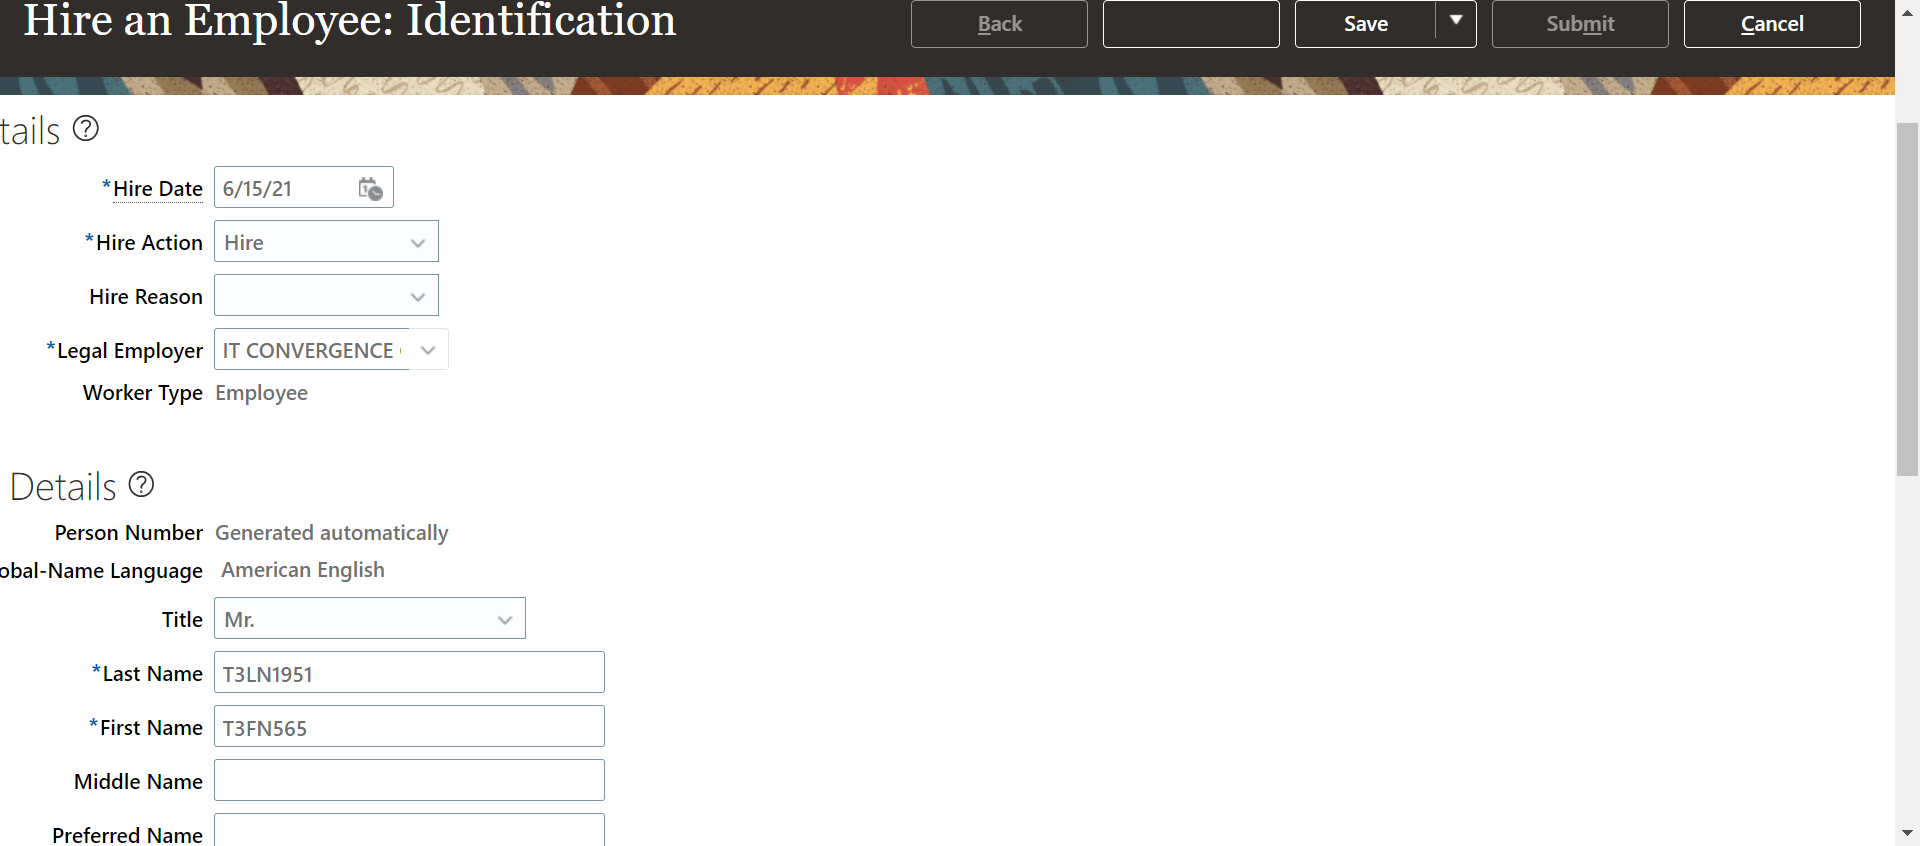 Hire an Employee: Identification
Back
Save
Submit
Cancel
tails
*Hire Date 6/15/21
*Hire Action Hire
Hire Reason
*Legal Employer IT CONVERGENCE
Worker Type Employee
Details
Person Number Generated automatically
obal-Name Language American English
Title Mr.
*Last Name T3LN1951
*First Name T3FN565
Middle Name
Preferred Name